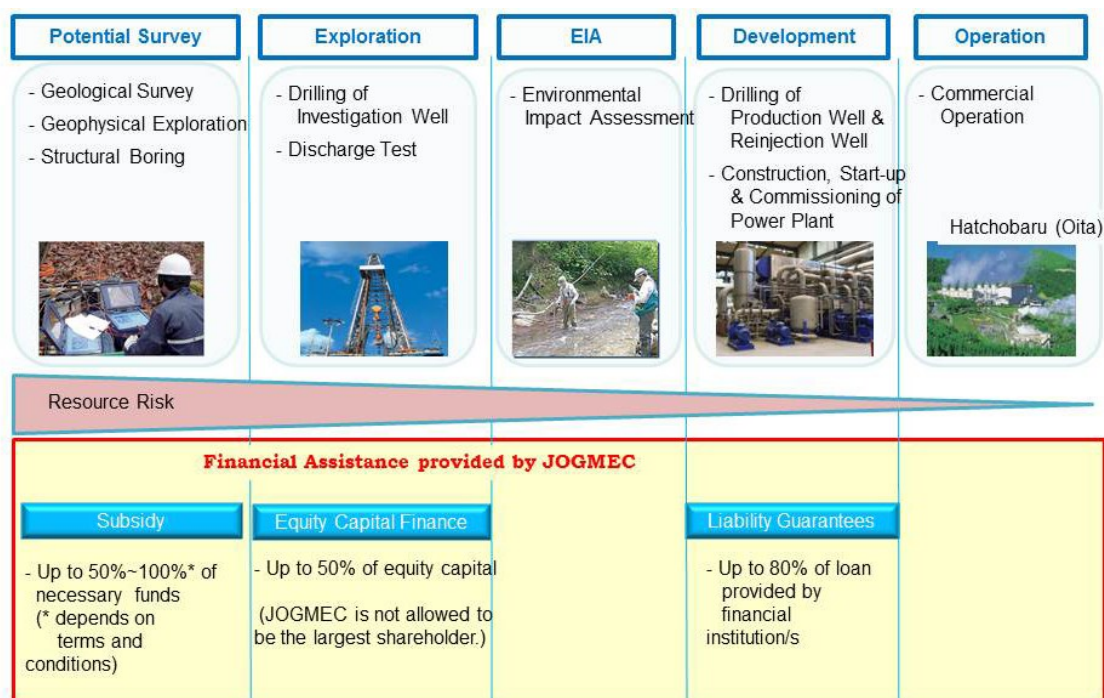 Potential Survey
Exploration
EIA
Development
Operation
- Geological Survey
- Geophysical Exploration
- Structural Boring
- Drilling of
Investigation Well
- Discharge Test
- Environmental
Impact Assessment
- Drilling of
Production Well &
Reinjection Well
- Construction, Start-up
& Commissioning of
Power Plant
- Commercial
Operation
Hatchobaru (Oita)
Resource Risk
Financial Assistance provided by JOGMEC
Subsidy
- Up to 50%~100%* of
necessary funds
(* depends on
terms and
conditions)
Equity Capital Finance
- Up to 50% of equity capital
(JOGMEC is not allowed to
be the largest shareholder.)
Liability Guarantees
- Up to 80% of loan
provided by
financial
institution/s